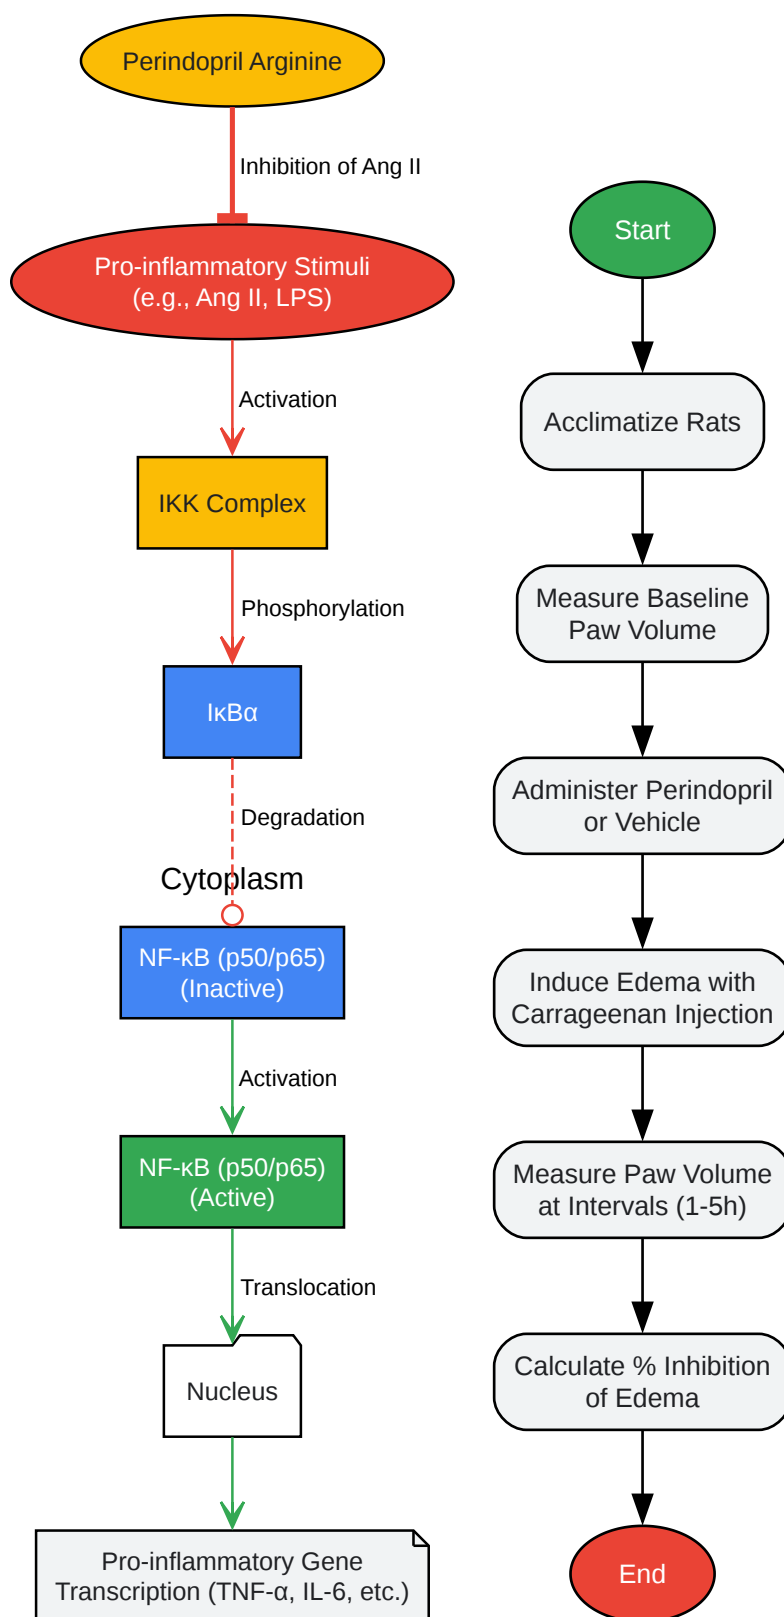 Perindopril Arginine
Inhibition of Ang II
Pro-inflammatory Stimuli
(e.g., Ang II, LPS)
Activation
IKK Complex
Phosphorylation
IκBα
Degradation
Cytoplasm
NF-κB (p50/p65)
(Inactive)
Activation
NF-κB (p50/p65)
(Active)
Translocation
Nucleus
Pro-inflammatory Gene
Transcription (TNF-α, IL-6, etc.)
Start
Acclimatize Rats
Measure Baseline
Paw Volume
Administer Perindopril
or Vehicle
Induce Edema with
Carrageenan Injection
Measure Paw Volume
at Intervals (1-5h)
Calculate % Inhibition
of Edema
End